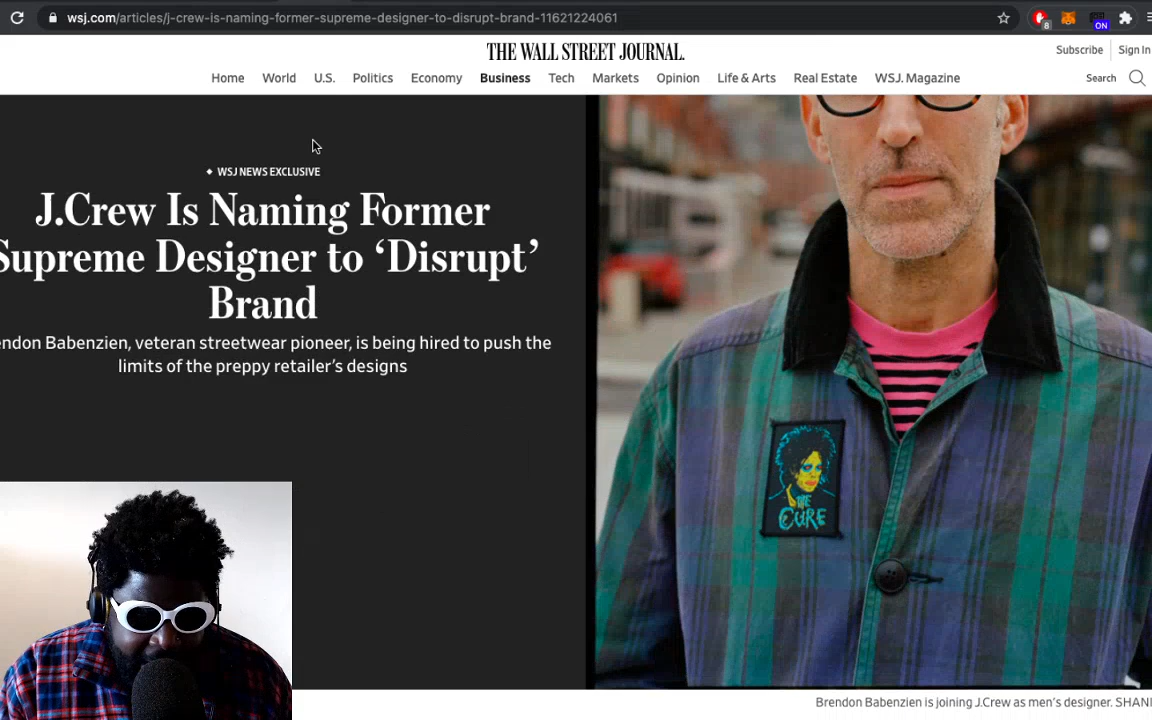 wsj.com/articles/j-crew-is-naming-former-supreme-designer-to-disrupt-brand-11621224061
8
ON
THE WALL STREET JOURNAL.
Subscribe Sign In
Home World U.S. Politics Economy Business Tech Markets Opinion Life & Arts Real Estate WSJ. Magazine
Search
WSJ NEWS EXCLUSIVE
J.Crew Is Naming Former
Supreme Designer to ‘Disrupt’
Brand
endon Babenzien, veteran streetwear pioneer, is being hired to push the
limits of the preppy retailer’s designs
THE
CURE
Brendon Babenzien is joining J.Crew as men’s designer. SHANI